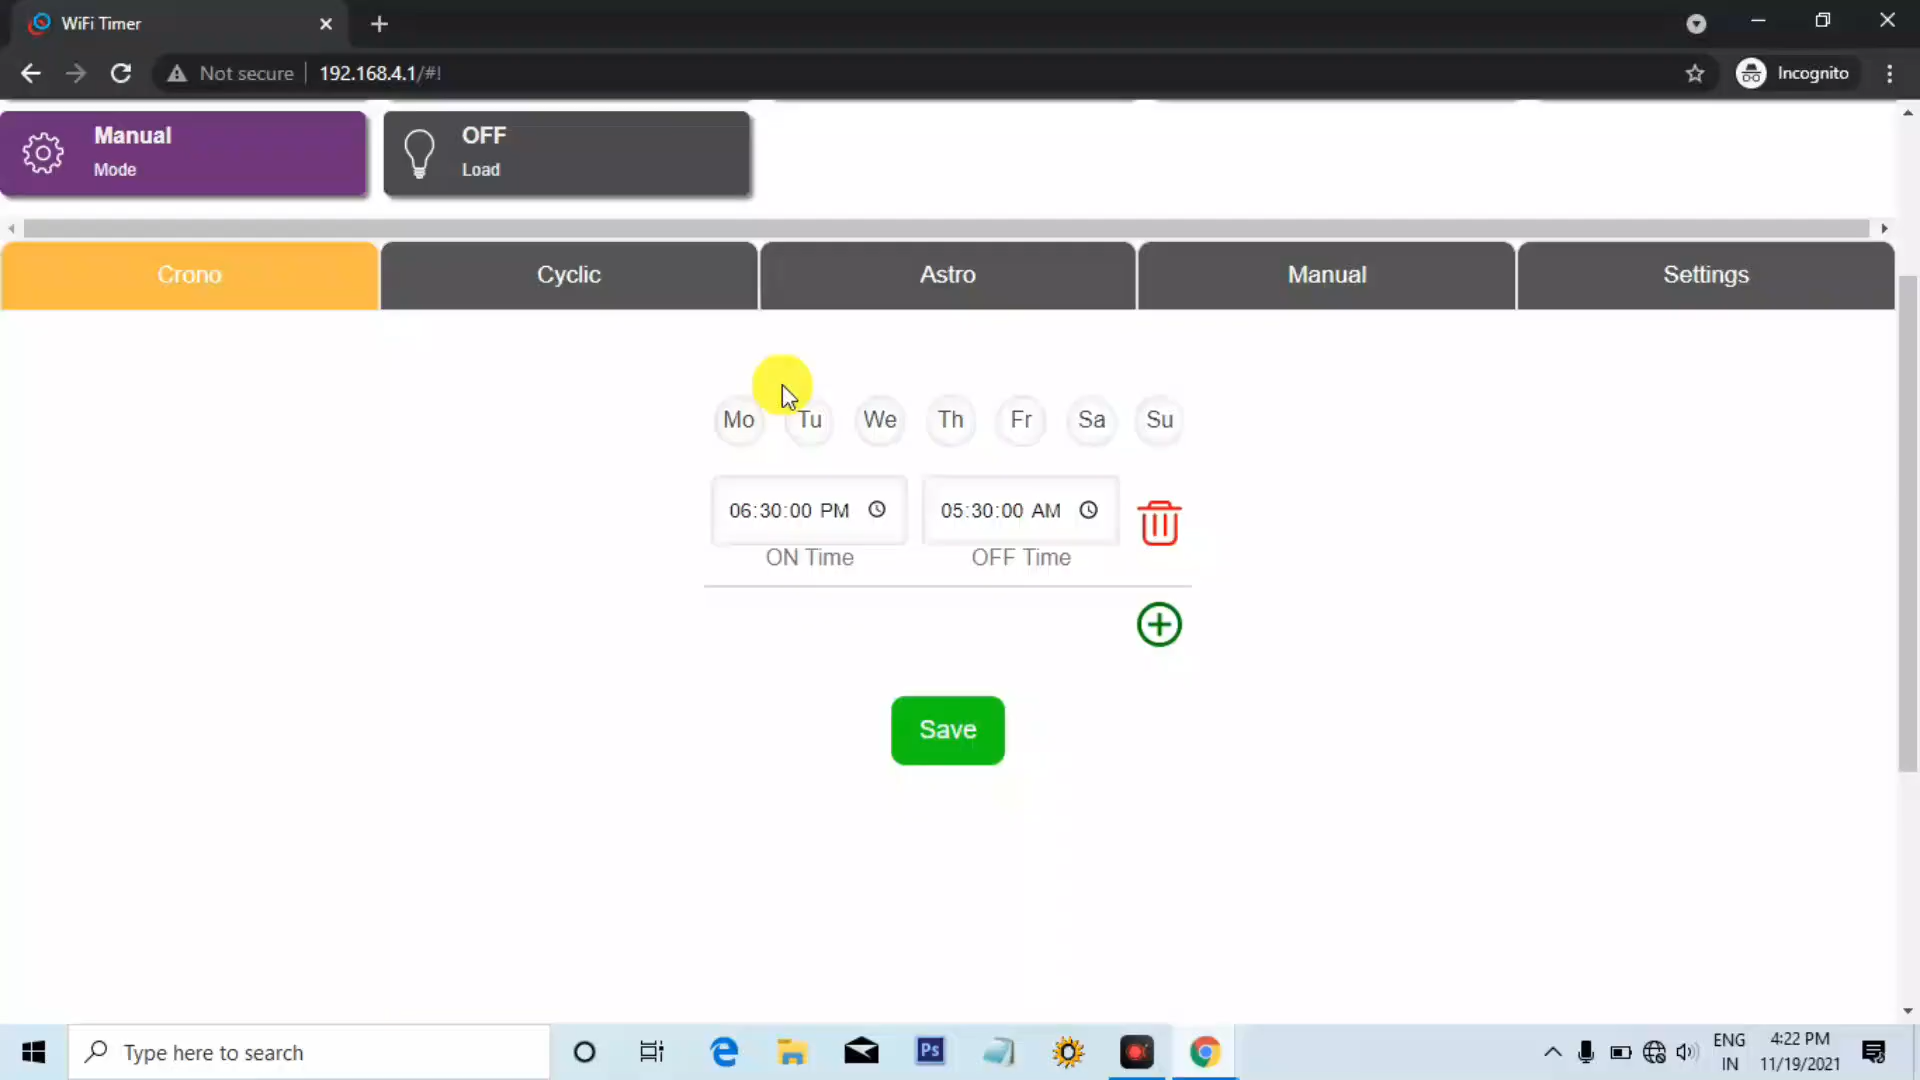 WiFi Timer
Not secure 192.168.4.1/#!
Incognito
Manual
Mode
OFF
Load
Crono Cyclic Astro Manual Settings
Mo Tu We Th Fr Sa Su
06:30:00 PM 05:30:00 AM
ON Time OFF Time
Save
Type here to search
Ps
ENG
IN
4:22 PM
11/19/2021